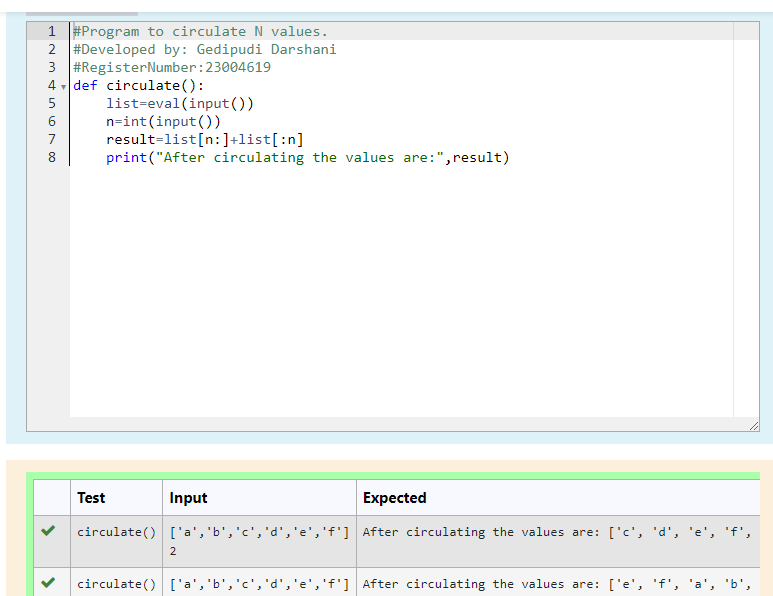 1 #Program to circulate N values.
2 #Developed by: Gedipudi Darshani
3 #RegisterNumber:23004619
4 def circulate():
5     list=eval(input())
6     n=int(input())
7     result=list[n:]+list[:n]
8     print("After circulating the values are:",result)
Test Input Expected
circulate() ['a','b','c','d','e','f'] After circulating the values are: ['c', 'd', 'e', 'f',
2
circulate() ['a','b','c','d','e','f'] After circulating the values are: ['e', 'f', 'a', 'b',